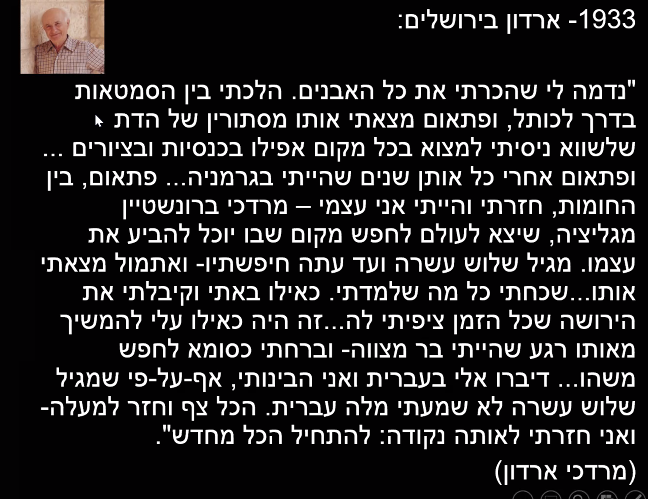 1933- ארדון בירושלים:
"נדמה לי שהכרתי את כל האבנים. הלכתי בין הסמטאות
בדרך לכותל, ופתאום מצאתי אותו מסתורין של הדת
שלשווא ניסיתי למצוא בכל מקום אפילו בכנסיות ובציורים ...
ופתאום אחרי כל אותן שנים שהייתי בגרמניה... פתאום, בין
החומות, חזרתי והייתי אני עצמי – מרדכי ברונשטיין
מגליציה, שיצא לעולם לחפש מקום שבו יוכל להביע את
עצמו. מגיל שלוש עשרה ועד עתה חיפשתיו- ואתמול מצאתי
אותו...שכחתי כל מה שלמדתי. כאילו באתי וקיבלתי את
הירושה שכל הזמן ציפיתי לה...זה היה כאילו עלי להמשיך
מאותו רגע שהייתי בר מצווה- וברחתי כסומא לחפש
משהו... דיברו אלי בעברית ואני הבינותי, אף-על-פי שמגיל
שלוש עשרה לא שמעתי מלה עברית. הכל צף וחזר למעלה-
ואני חזרתי לאותה נקודה: להתחיל הכל מחדש".
(מרדכי ארדון)